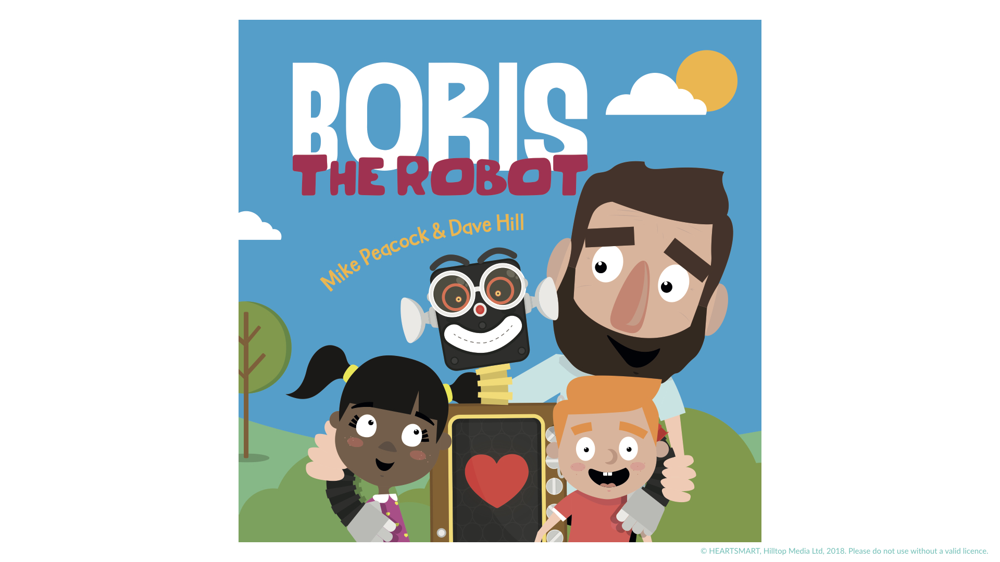 BORIS
THE ROBOT
Mike Peacock & Dave Hill
© HEARTSMART, Hilltop Media Ltd, 2018. Please do not use without a valid licence.